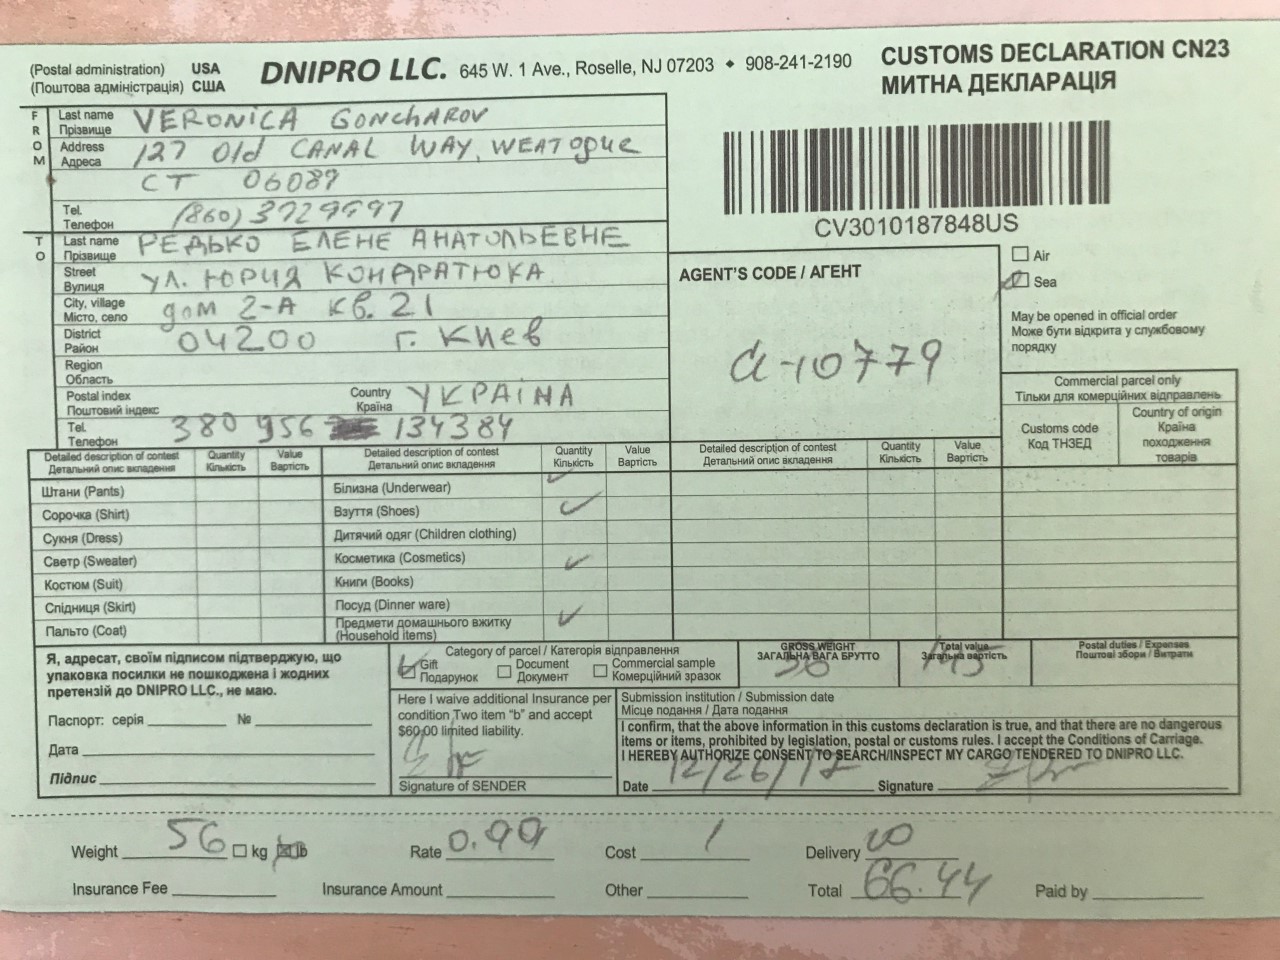 (Postal administration) USA
(Поштова адміністрація) США
DNIPRO LLC. 645 W. 1 Ave., Roselle, NJ 07203 ♦ 908-241-2190
CUSTOMS DECLARATION CN23
МИТНА ДЕКЛАРАЦІЯ
FROM
Last name
Прізвище
VERONICA GONCHAROV
Address
Адреса
127 Old CANAL WAY, WEATOGUE
CT 06089
Tel.
Телефон
(860)
CV3010187848US
TO
Last name
Прізвище
РЕДЬКО ЕЛЕНЕ АНАТОЛЬЕВНЕ
Street
Вулиця
УЛ. ЮРИЯ КОНДРАТЮКА
City, village
Місто, село
дом 2-А кв. 21
District
Район
04200 г. Киев
Region
Область
Postal index
Поштовий індекс
Country
Країна
УКРАЇНА
Tel.
Телефон
380 956 134384
AGENT'S CODE / АГЕНТ
10779
Air
Sea
May be opened in official order
Може бути відкрита у службовому
порядку
Commercial parcel only
Тільки для комерційних відправлень
Customs code
Код ТНЗЕД
Country of origin
Країна
походження
товарів
Detailed description of contest
Детальний опис вкладення
Quantity
Кількість
Value
Вартість
Detailed description of contest
Детальний опис вкладення
Quantity
Кількість
Value
Вартість
Detailed description of contest
Детальний опис вкладення
Quantity
Кількість
Value
Вартість
Штани (Pants)
Білизна (Underwear)
Сорочка (Shirt)
Взуття (Shoes)
Сукня (Dress)
Дитячий одяг (Children clothing)
Светр (Sweater)
Косметика (Cosmetics)
Костюм (Suit)
Книги (Books)
Спідниця (Skirt)
Посуд (Dinner ware)
Пальто (Coat)
Предмети домашнього вжитку
(Household items)
Я, адресат, своїм підписом підтверджую, що
упаковка посилки не пошкоджена і жодних
претензій до DNIPRO LLC., не маю.
Паспорт: серія № 
Дата
Підпис
Category of parcel / Категорія відправлення
Gift
Подарунок
Document
Документ
Commercial sample
Комерційний зразок
GROSS WEIGHT
ЗАГАЛЬНА ВАГА БРУТТО
56
Total value
Загальна вартість
Postal duties / Expenses
Поштові збори / Витрати
Here I waive additional Insurance per
condition Two item "b" and accept
$60,00 limited liability.
Signature of SENDER
Submission institution / Submission date
Місце подання / Дата подання
I confirm, that the above information in this customs declaration is true, and that there are no dangerous
items or items, prohibited by legislation, postal or customs rules. I accept the Conditions of Carriage.
I HEREBY AUTHORIZE CONSENT TO SEARCH/INSPECT MY CARGO TENDERED TO DNIPRO LLC.
Date 12/26/17 Signature
Weight 56 kg lb Rate 0.99 Cost 1 Delivery 10
Insurance Fee Insurance Amount Other Total 66.44 Paid by